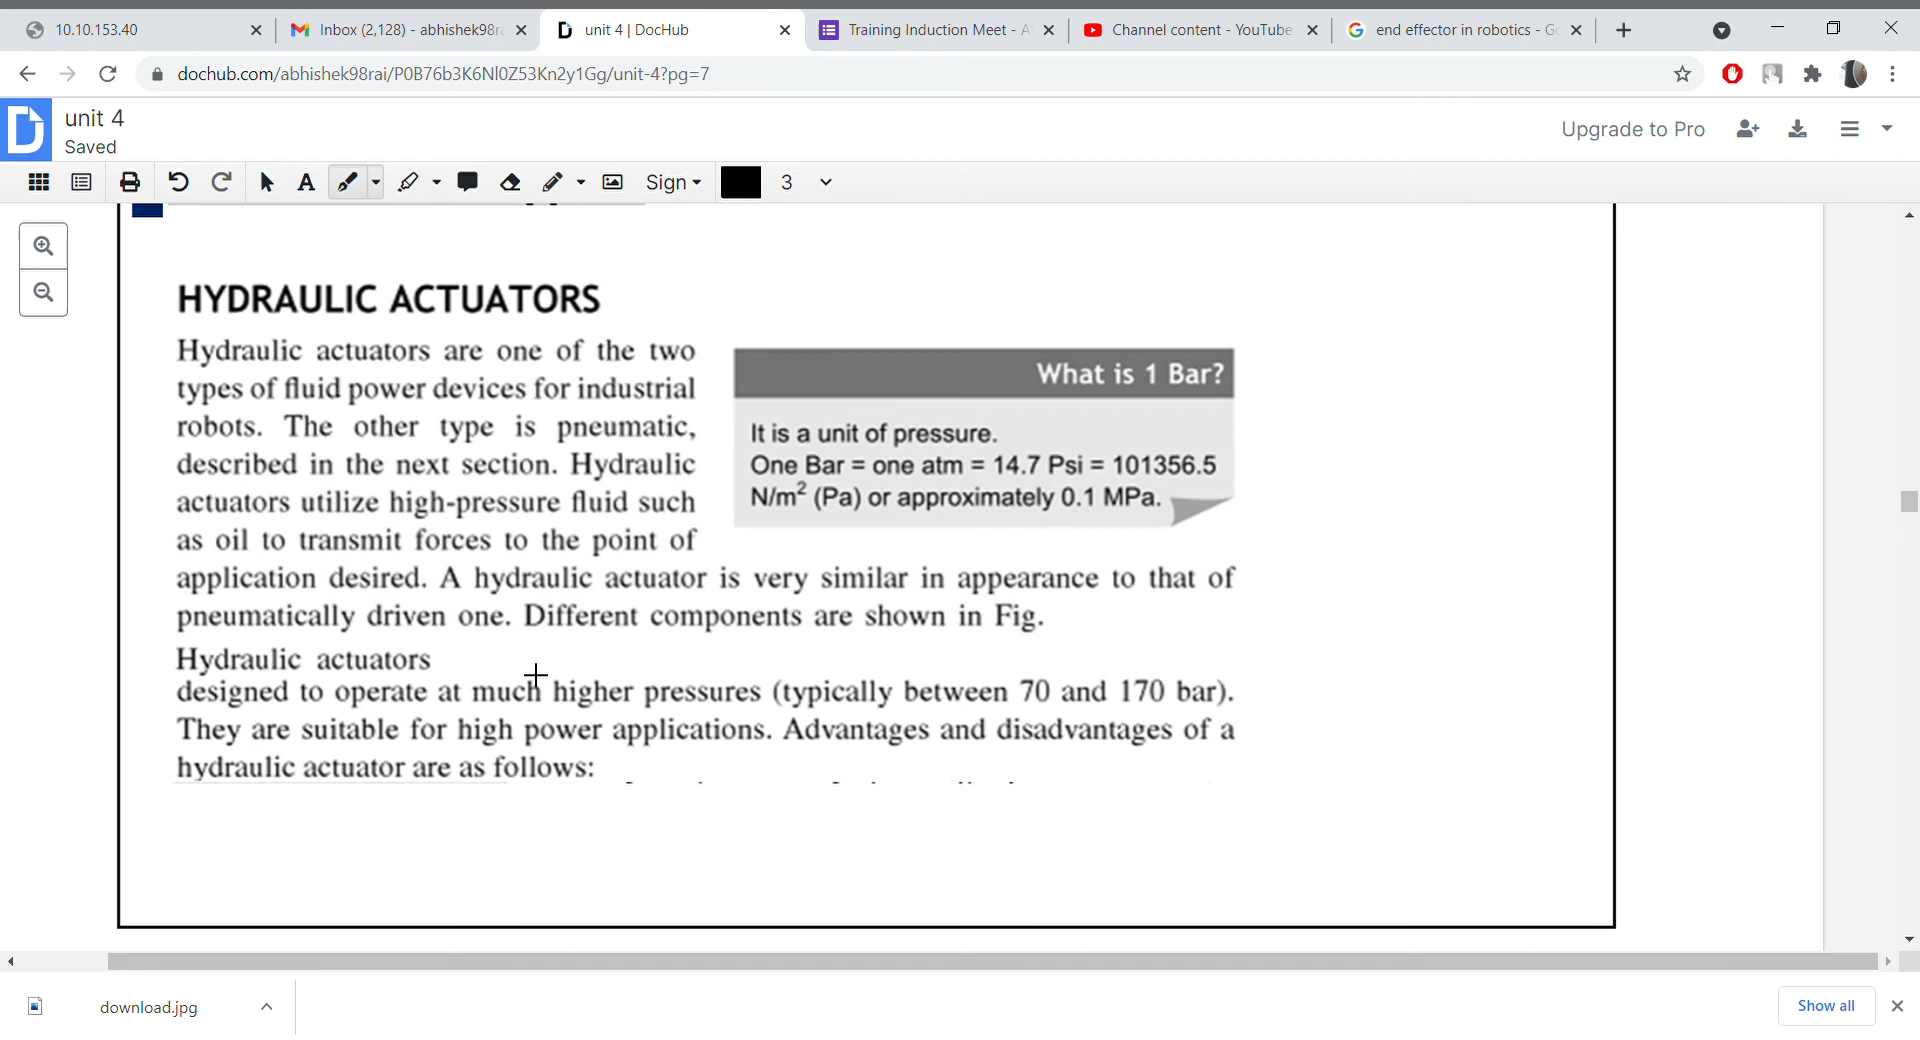 10.10.153.40
Inbox (2,128) - abhishek98r
unit 4 | DocHub
Training Induction Meet - A
Channel content - YouTube
end effector in robotics - Go
dochub.com/abhishek98rai/P0B76b3K6Nl0Z53Kn2y1Gg/unit-4?pg=7
unit 4
Saved
Upgrade to Pro
A
Sign
3
HYDRAULIC ACTUATORS
Hydraulic actuators are one of the two
types of fluid power devices for industrial
robots. The other type is pneumatic,
described in the next section. Hydraulic
actuators utilize high-pressure fluid such
as oil to transmit forces to the point of
application desired. A hydraulic actuator is very similar in appearance to that of
pneumatically driven one. Different components are shown in Fig.
What is 1 Bar?
It is a unit of pressure.
One Bar = one atm = 14.7 Psi = 101356.5
N/m² (Pa) or approximately 0.1 MPa.
Hydraulic actuators
designed to operate at much higher pressures (typically between 70 and 170 bar).
They are suitable for high power applications. Advantages and disadvantages of a
hydraulic actuator are as follows:
download.jpg
Show all